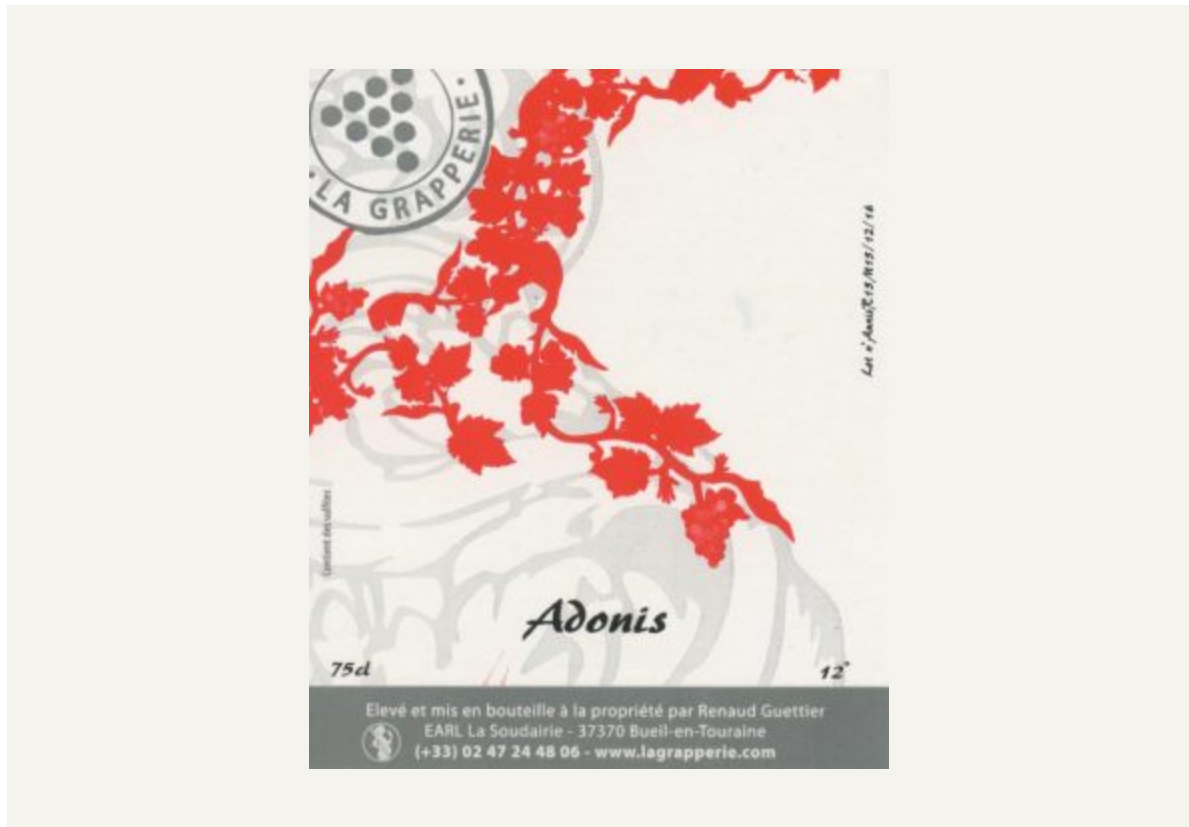 • LA GRAPPERIE •
Contient des sulfites
Adonis
75cl
12°
Elevé et mis en bouteille à la propriété par Renaud Guettier
EARL La Soudairie - 37370 Bueil-en-Touraine
(+33) 02 47 24 48 06 - www.lagrapperie.com